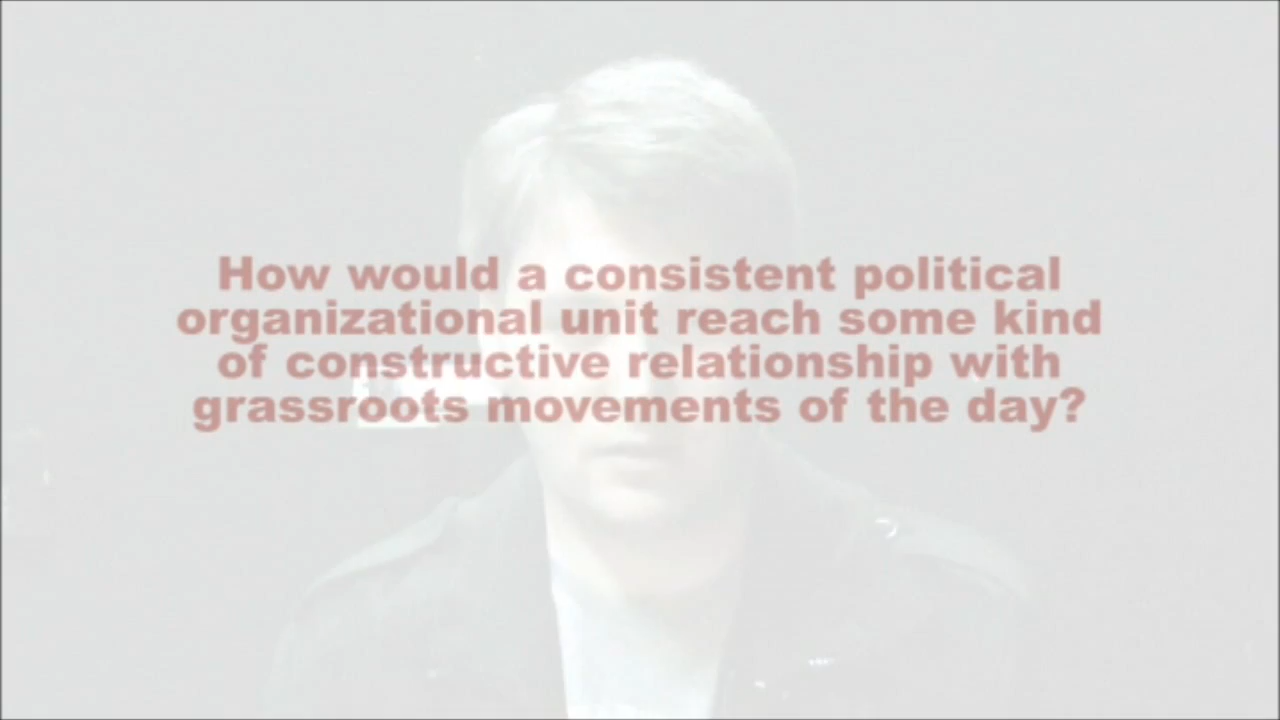 How would a consistent political
organizational unit reach some kind
of constructive relationship with
grassroots movements of the day?